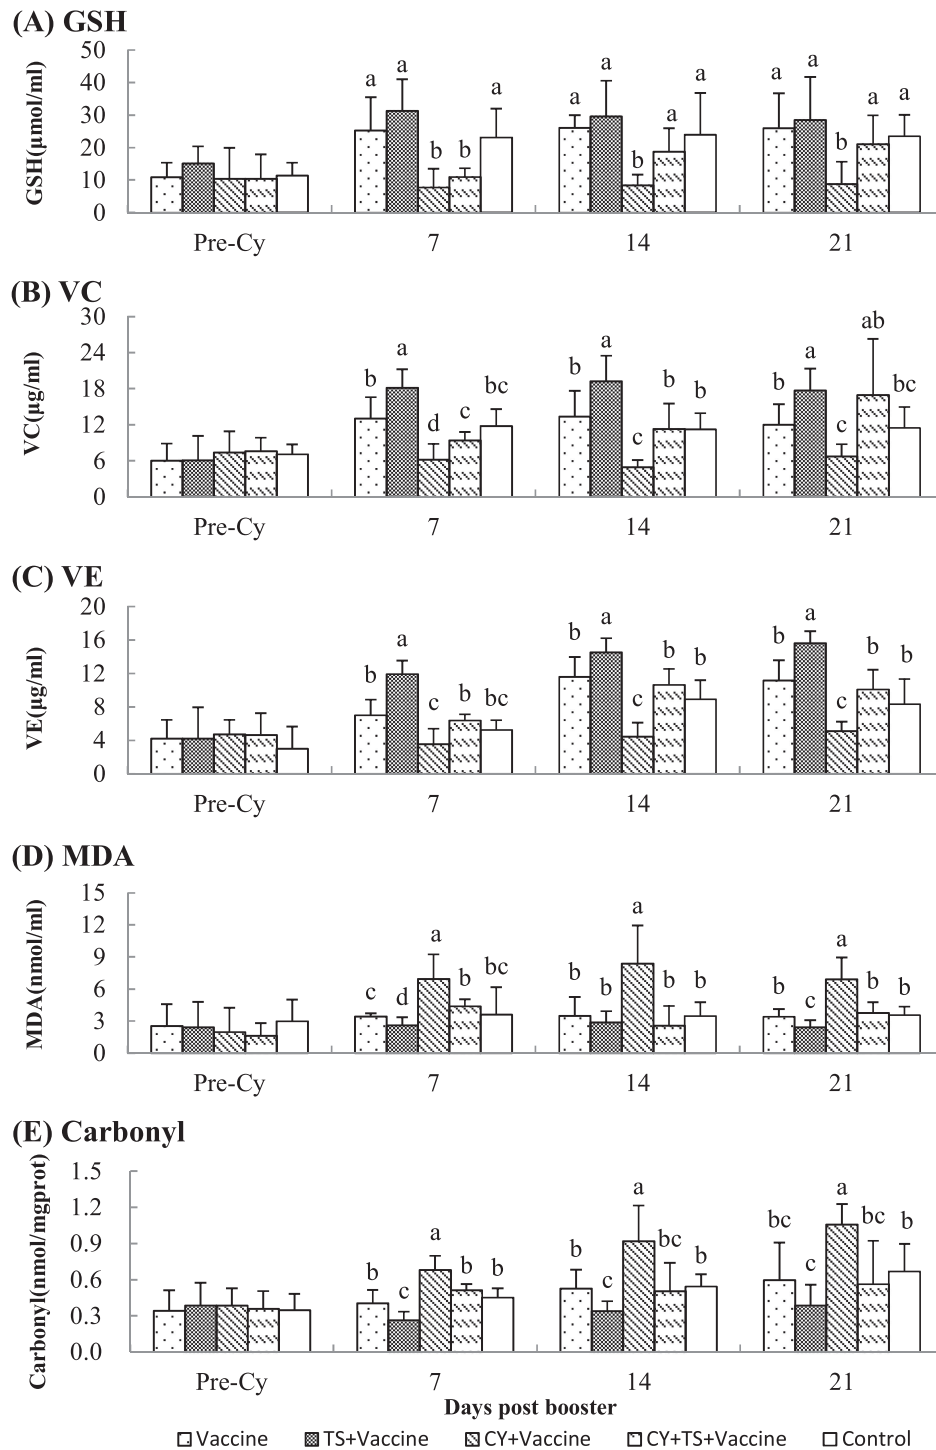 (A) GSH
GSH(μmol/ml)
50
40
30
20
10
0
a a b b a
a a b a a
a a b a a
Pre-Cy 7 14 21
(B) VC
VC(μg/ml)
30
24
18
12
6
0
b a d c bc
b a c b b
b a c ab bc
Pre-Cy 7 14 21
(C) VE
VE(μg/ml)
20
16
12
8
4
0
b a c b bc
b a c b b
b a c b b
Pre-Cy 7 14 21
(D) MDA
MDA(nmol/ml)
15
12
9
6
3
0
c d a b bc
b b a b b
b c a b b
Pre-Cy 7 14 21
(E) Carbonyl
Carbonyl(nmol/mgprot)
1.5
1.2
0.9
0.6
0.3
0.0
b c a b b
b c a bc b
bc c a bc b
Pre-Cy 7 14 21
Days post booster
Vaccine TS+Vaccine CY+Vaccine CY+TS+Vaccine Control